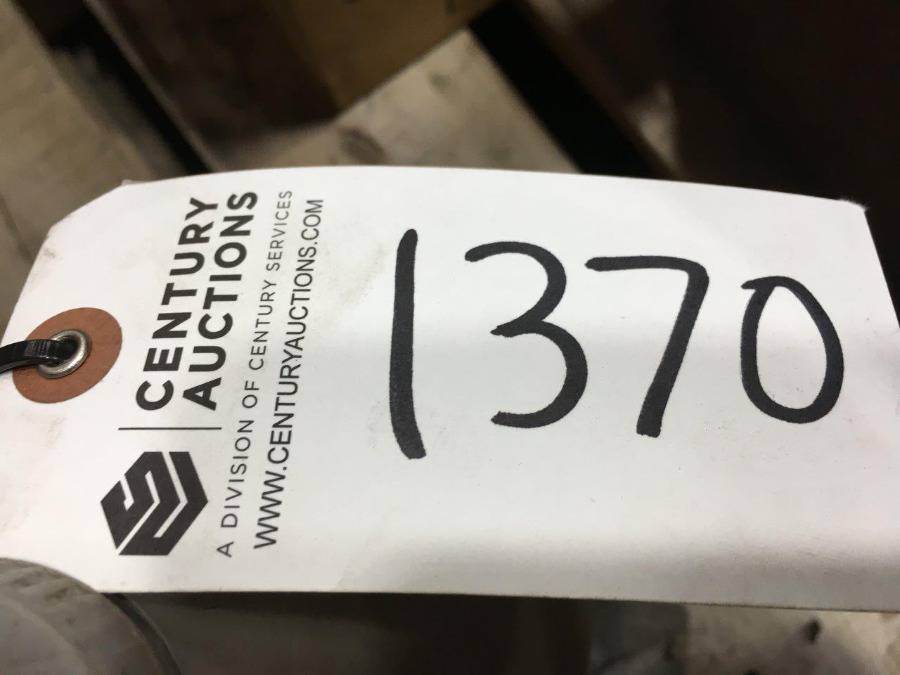 CENTURY
AUCTIONS
A DIVISION OF CENTURY SERVICES
WWW.CENTURYAUCTIONS.COM
1370